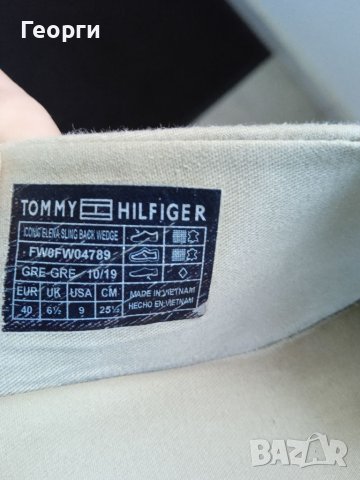 Георги
TOMMY HILFIGER
ICONIC ELENA SLING BACK WEDGE
FW0FW04789
GRE-GRE 10/19
EUR UK USA CM
40 6½ 9 25½
MADE IN VIETNAM
HECHO EN VIETNAM
BAZAR